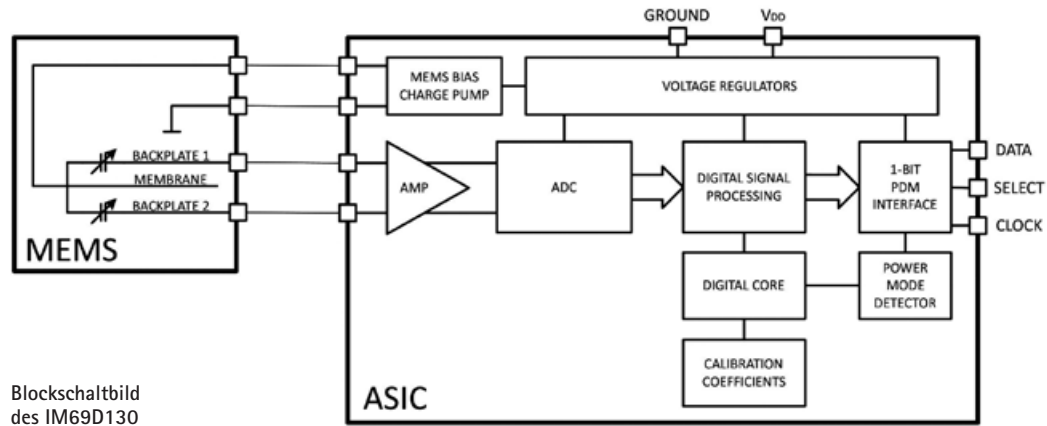 GROUND
VDD
MEMS BIAS
CHARGE PUMP
VOLTAGE REGULATORS
BACKPLATE 1
MEMBRANE
BACKPLATE 2
MEMS
AMP
ADC
DIGITAL SIGNAL
PROCESSING
1-BIT
PDM
INTERFACE
DATA
SELECT
CLOCK
DIGITAL CORE
POWER
MODE
DETECTOR
CALIBRATION
COEFFICIENTS
ASIC
Blockschaltbild
des IM69D130